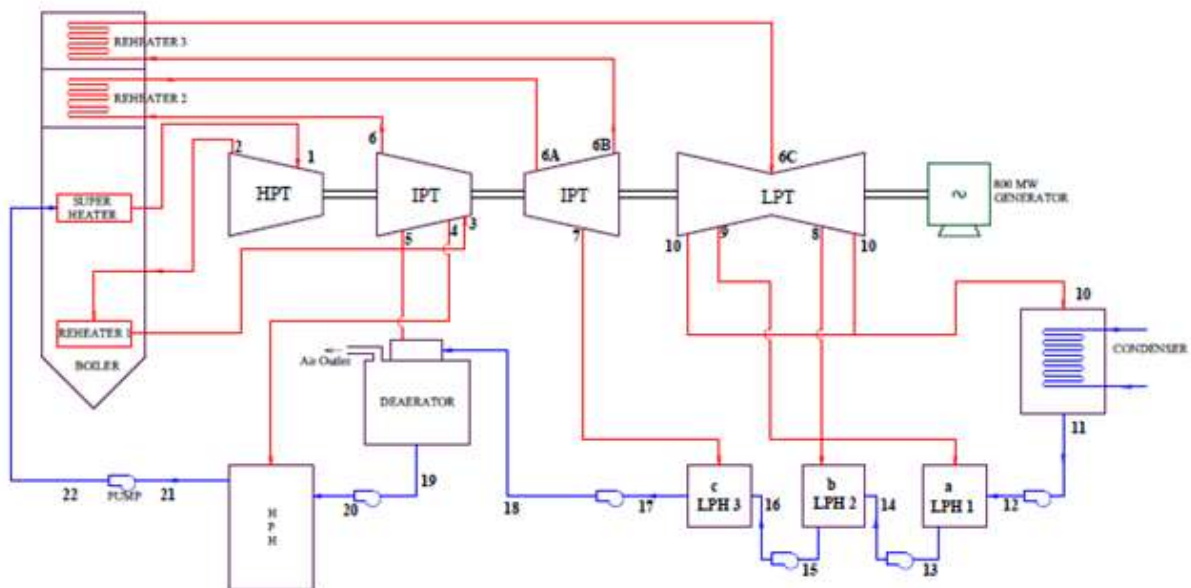 REHEATER 3
REHEATER 2
6
2
1
6A
6B
6C
HPT
IPT
IPT
LPT
~
800 MW
GENERATOR
SUPER
HEATER
5
4
3
7
10
9
8
10
10
REHEATER 1
BOILER
Air Outlet
DEAERATOR
CONDENSER
11
22
PUMP
21
H
P
H
20
19
18
17
c
LPH 3
16
15
b
LPH 2
14
13
a
LPH 1
12